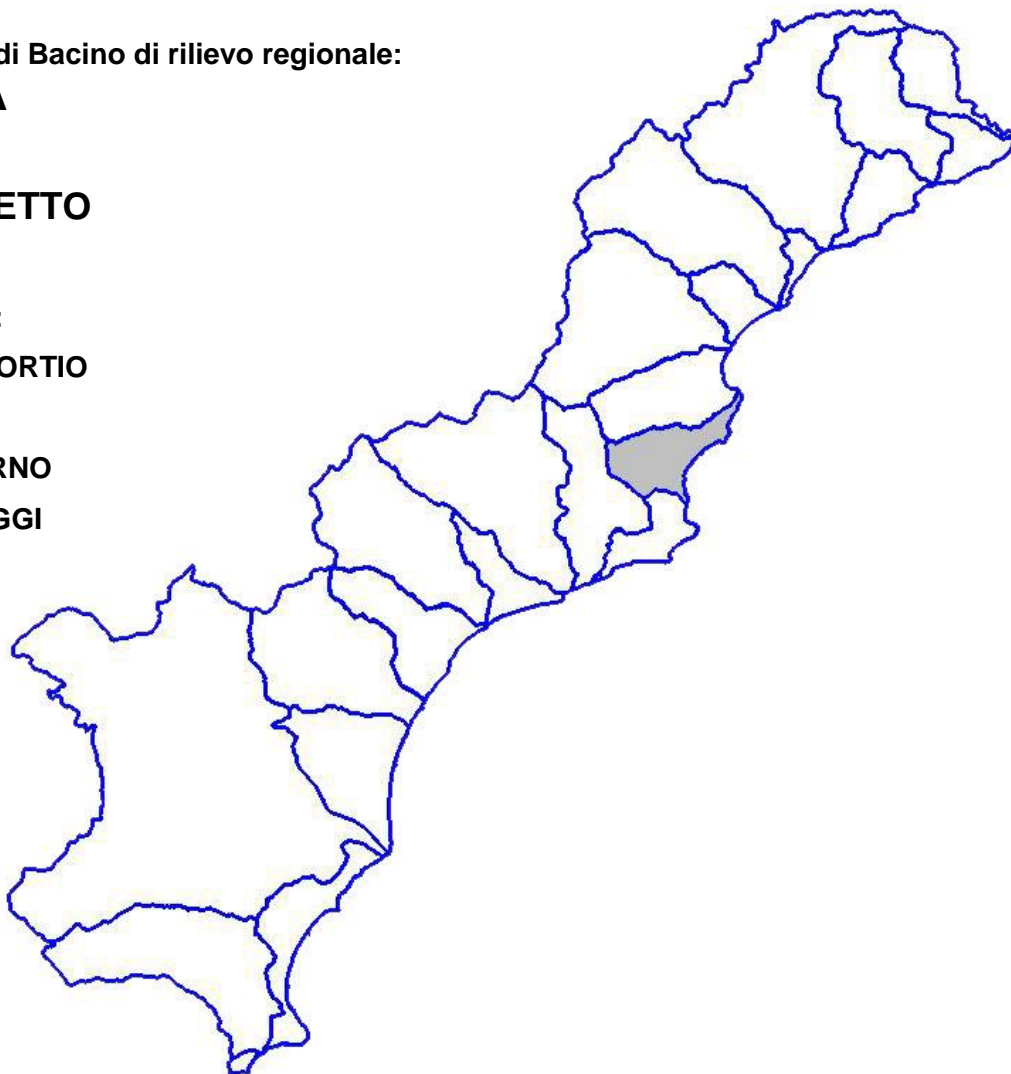 di Bacino di rilievo regionale:
A
ETTO
:
ORTIO
RNO
GGI